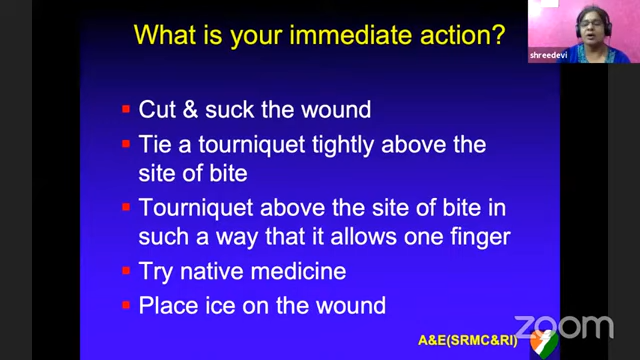 What is your immediate action?
shreedevi
Cut & suck the wound
Tie a tourniquet tightly above the
site of bite
Tourniquet above the site of bite in
such a way that it allows one finger
Try native medicine
Place ice on the wound
A&E(SRMC&RI)
zoom